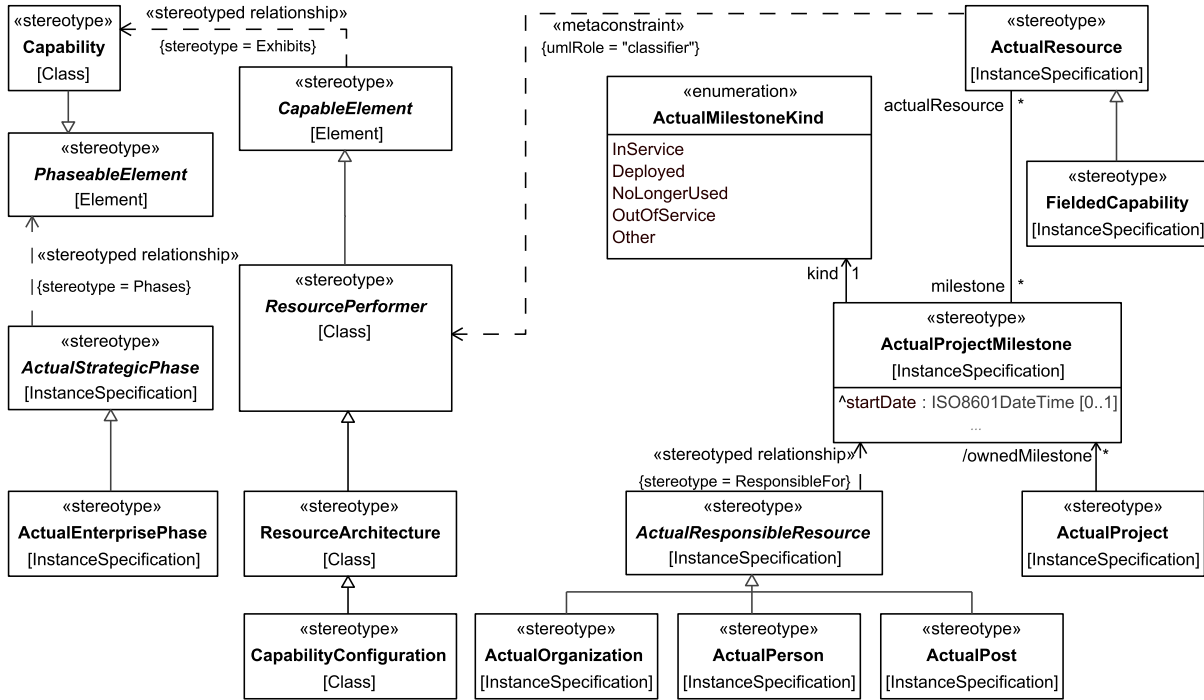 «stereotype»
Capability
[Class]
«stereotyped relationship»
{stereotype = Exhibits}
«stereotype»
CapableElement
[Element]
«stereotype»
PhaseableElement
[Element]
«stereotyped relationship»
{stereotype = Phases}
«stereotype»
ActualStrategicPhase
[InstanceSpecification]
«stereotype»
ActualEnterprisePhase
[InstanceSpecification]
«stereotype»
ResourcePerformer
[Class]
«stereotype»
ResourceArchitecture
[Class]
«stereotype»
CapabilityConfiguration
[Class]
«metaconstraint»
{umlRole = "classifier"}
«enumeration»
ActualMilestoneKind
InService
Deployed
NoLongerUsed
OutOfService
Other
kind 1
«stereotype»
ActualResource
[InstanceSpecification]
actualResource *
«stereotype»
FieldedCapability
[InstanceSpecification]
milestone *
«stereotype»
ActualProjectMilestone
[InstanceSpecification]
^startDate : ISO8601DateTime [0..1]
...
«stereotyped relationship»
{stereotype = ResponsibleFor}
/ownedMilestone *
«stereotype»
ActualResponsibleResource
[InstanceSpecification]
«stereotype»
ActualProject
[InstanceSpecification]
«stereotype»
ActualOrganization
[InstanceSpecification]
«stereotype»
ActualPerson
[InstanceSpecification]
«stereotype»
ActualPost
[InstanceSpecification]